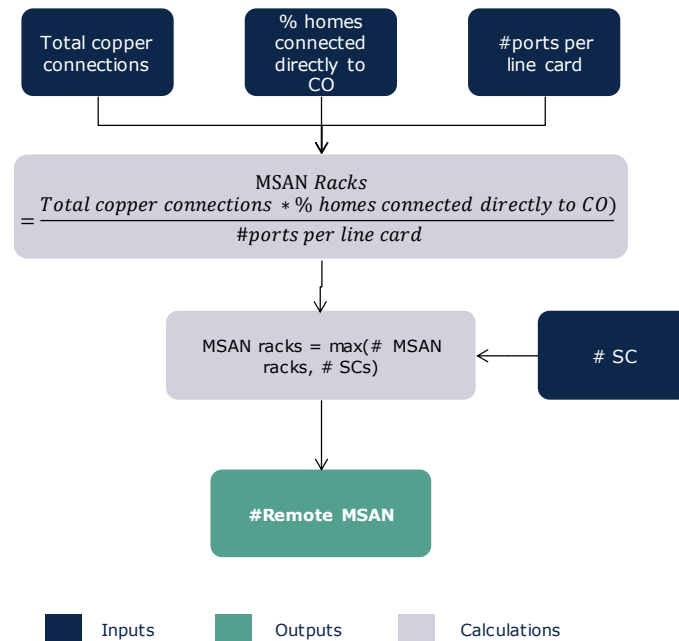 Total copper
connections
% homes
connected
directly to
CO
#ports per
line card
MSAN Racks
= Total copper connections * % homes connected directly to CO)
#ports per line card
MSAN racks = max(# MSAN
racks, # SCs)
# SC
#Remote MSAN
Inputs
Outputs
Calculations